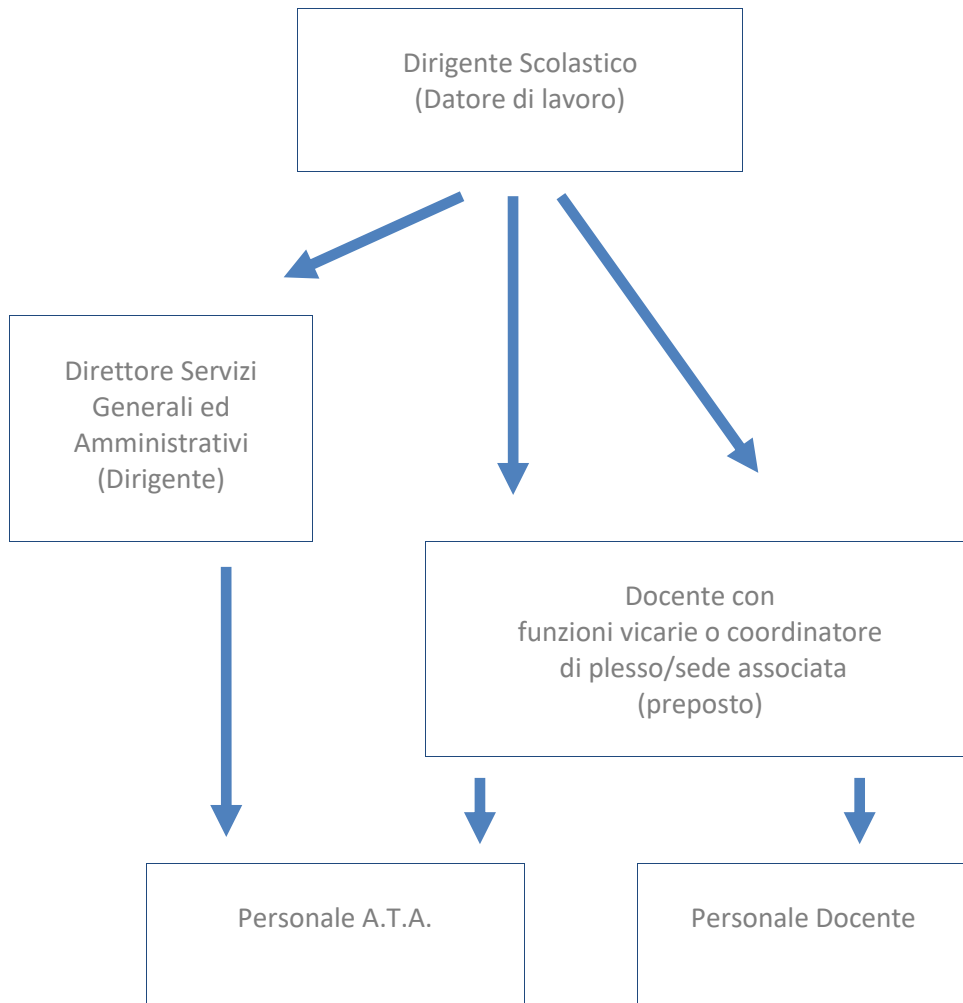 Dirigente Scolastico
(Datore di lavoro)
Direttore Servizi
Generali ed
Amministrativi
(Dirigente)
Docente con
funzioni vicarie o coordinatore
di plesso/sede associata
(preposto)
Personale A.T.A.
Personale Docente